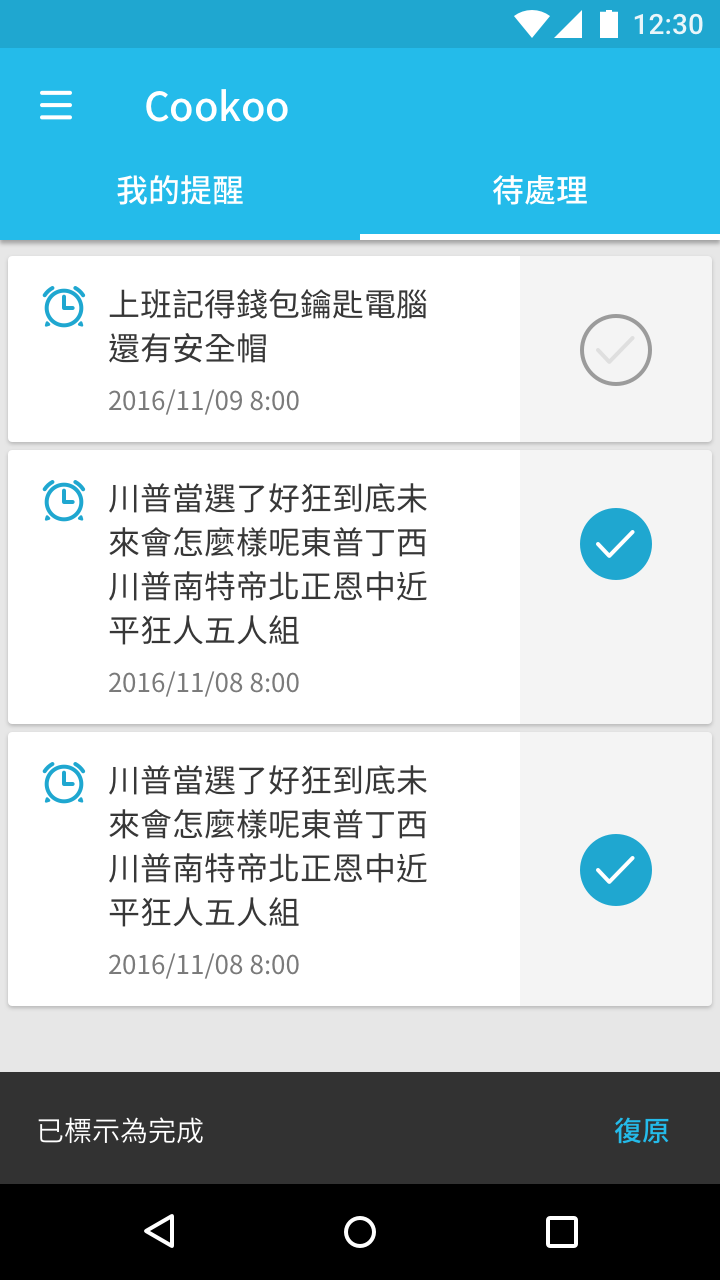 12:30
Cookoo
我的提醒
待處理
上班記得錢包鑰匙電腦
還有安全帽
2016/11/09 8:00
川普當選了好狂到底未
來會怎麼樣呢東普丁西
川普南特帝北正恩中近
平狂人五人組
2016/11/08 8:00
川普當選了好狂到底未
來會怎麼樣呢東普丁西
川普南特帝北正恩中近
平狂人五人組
2016/11/08 8:00
已標示為完成
復原